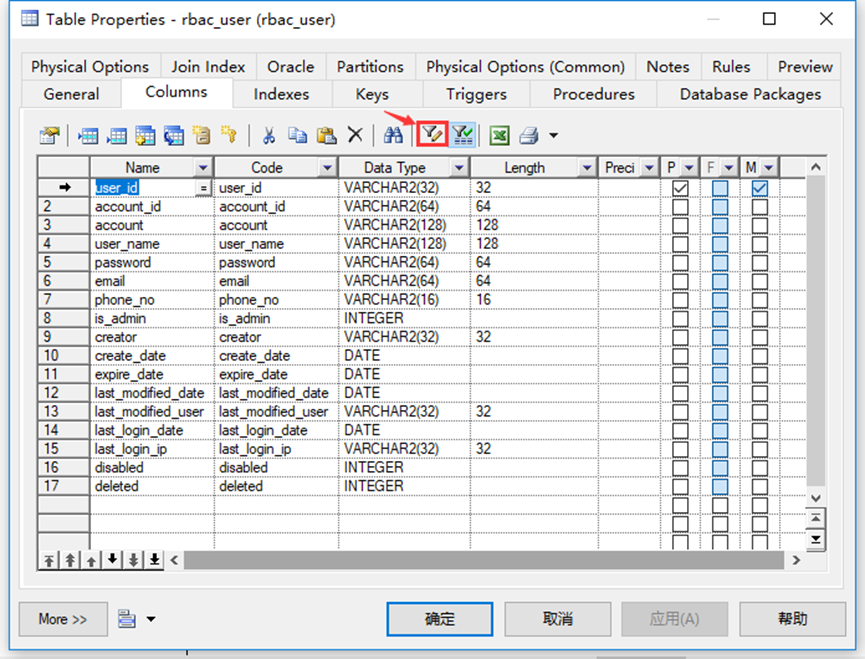 Table Properties - rbac_user (rbac_user)
Physical Options Join Index Oracle Partitions Physical Options (Common) Notes Rules Preview
General Columns Indexes Keys Triggers Procedures Database Packages
Name Code Data Type Length Preci P F M
user_id = user_id VARCHAR2(32) 32
2 account_id account_id VARCHAR2(64) 64
3 account account VARCHAR2(128) 128
4 user_name user_name VARCHAR2(128) 128
5 password password VARCHAR2(64) 64
6 email email VARCHAR2(64) 64
7 phone_no phone_no VARCHAR2(16) 16
8 is_admin is_admin INTEGER
9 creator creator VARCHAR2(32) 32
10 create_date create_date DATE
11 expire_date expire_date DATE
12 last_modified_date last_modified_date DATE
13 last_modified_user last_modified_user VARCHAR2(32) 32
14 last_login_date last_login_date DATE
15 last_login_ip last_login_ip VARCHAR2(32) 32
16 disabled disabled INTEGER
17 deleted deleted INTEGER
More >> 确定 取消 应用(A) 帮助